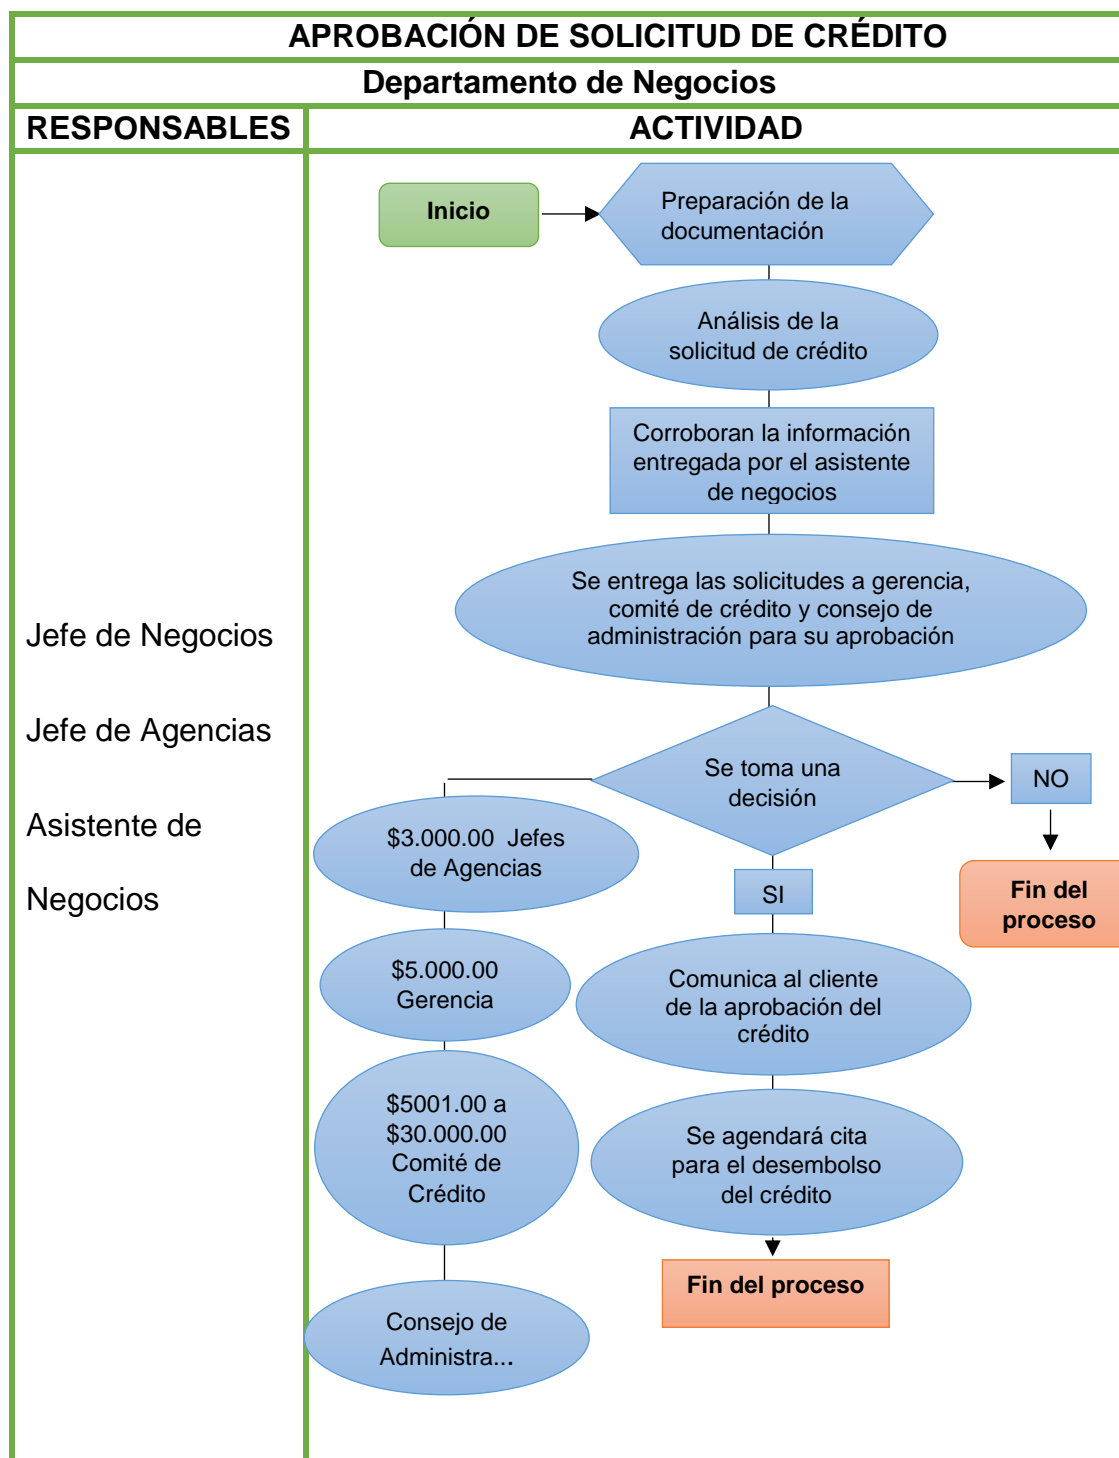 APROBACIÓN DE SOLICITUD DE CRÉDITO
Departamento de Negocios
RESPONSABLES
ACTIVIDAD
Jefe de Negocios
Jefe de Agencias
Asistente de
Negocios
Inicio
Preparación de la
documentación
Análisis de la
solicitud de crédito
Corroboran la información
entregada por el asistente
de negocios
Se entrega las solicitudes a gerencia,
comité de crédito y consejo de
administración para su aprobación
Se toma una
decisión
NO
Fin del
proceso
$3.000.00 Jefes
de Agencias
$5.000.00
Gerencia
$5001.00 a
$30.000.00
Comité de
Crédito
Consejo de
Administra...
SI
Comunica al cliente
de la aprobación del
crédito
Se agendará cita
para el desembolso
del crédito
Fin del proceso